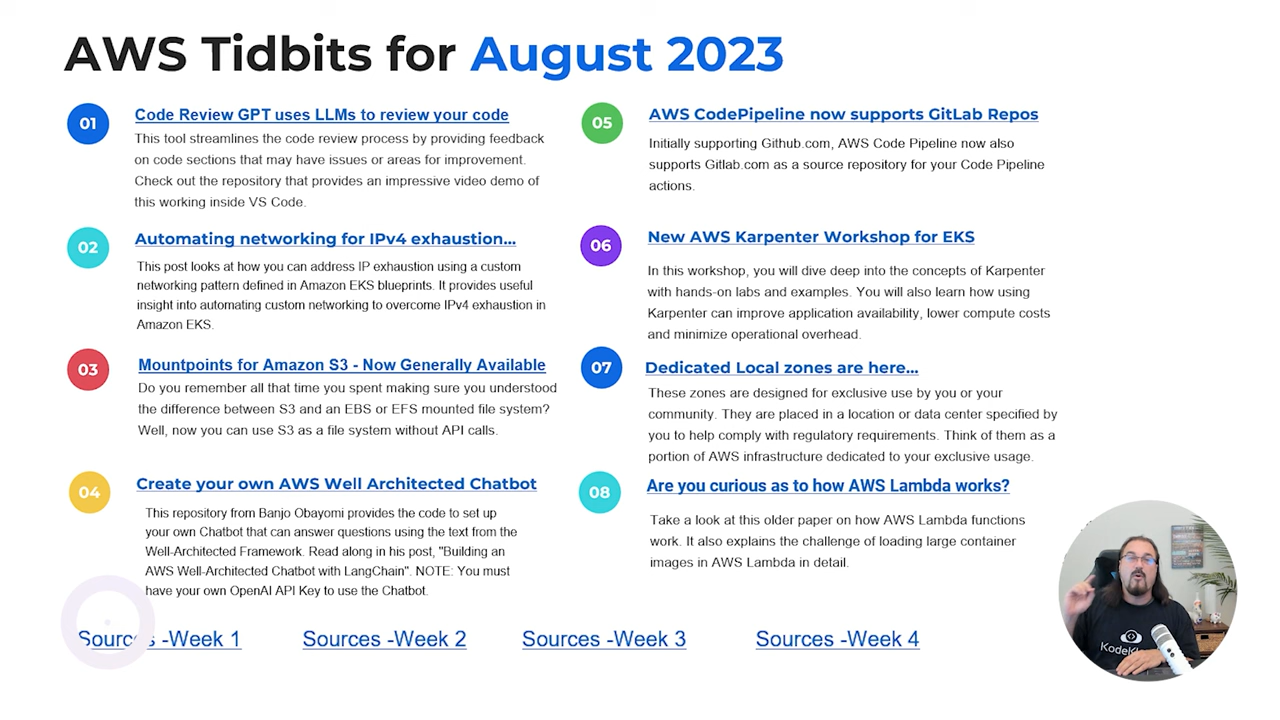 AWS Tidbits for August 2023
01
Code Review GPT uses LLMs to review your code
This tool streamlines the code review process by providing feedback
on code sections that may have issues or areas for improvement.
Check out the repository that provides an impressive video demo of
this working inside VS Code.
02
Automating networking for IPv4 exhaustion...
This post looks at how you can address IP exhaustion using a custom
networking pattern defined in Amazon EKS blueprints. It provides useful
insight into automating custom networking to overcome IPv4 exhaustion in
Amazon EKS.
03
Mountpoints for Amazon S3 - Now Generally Available
Do you remember all that time you spent making sure you understood
the difference between S3 and an EBS or EFS mounted file system?
Well, now you can use S3 as a file system without API calls.
04
Create your own AWS Well Architected Chatbot
This repository from Banjo Obayomi provides the code to set up
your own Chatbot that can answer questions using the text from the
Well-Architected Framework. Read along in his post, "Building an
AWS Well-Architected Chatbot with LangChain". NOTE: You must
have your own OpenAI API Key to use the Chatbot.
05
AWS CodePipeline now supports GitLab Repos
Initially supporting Github.com, AWS Code Pipeline now also
supports Gitlab.com as a source repository for your Code Pipeline
actions.
06
New AWS Karpenter Workshop for EKS
In this workshop, you will dive deep into the concepts of Karpenter
with hands-on labs and examples. You will also learn how using
Karpenter can improve application availability, lower compute costs
and minimize operational overhead.
07
Dedicated Local zones are here...
These zones are designed for exclusive use by you or your
community. They are placed in a location or data center specified by
you to help comply with regulatory requirements. Think of them as a
portion of AWS infrastructure dedicated to your exclusive usage.
08
Are you curious as to how AWS Lambda works?
Take a look at this older paper on how AWS Lambda functions
work. It also explains the challenge of loading large container
images in AWS Lambda in detail.
Sources -Week 1
Sources -Week 2
Sources -Week 3
Sources -Week 4